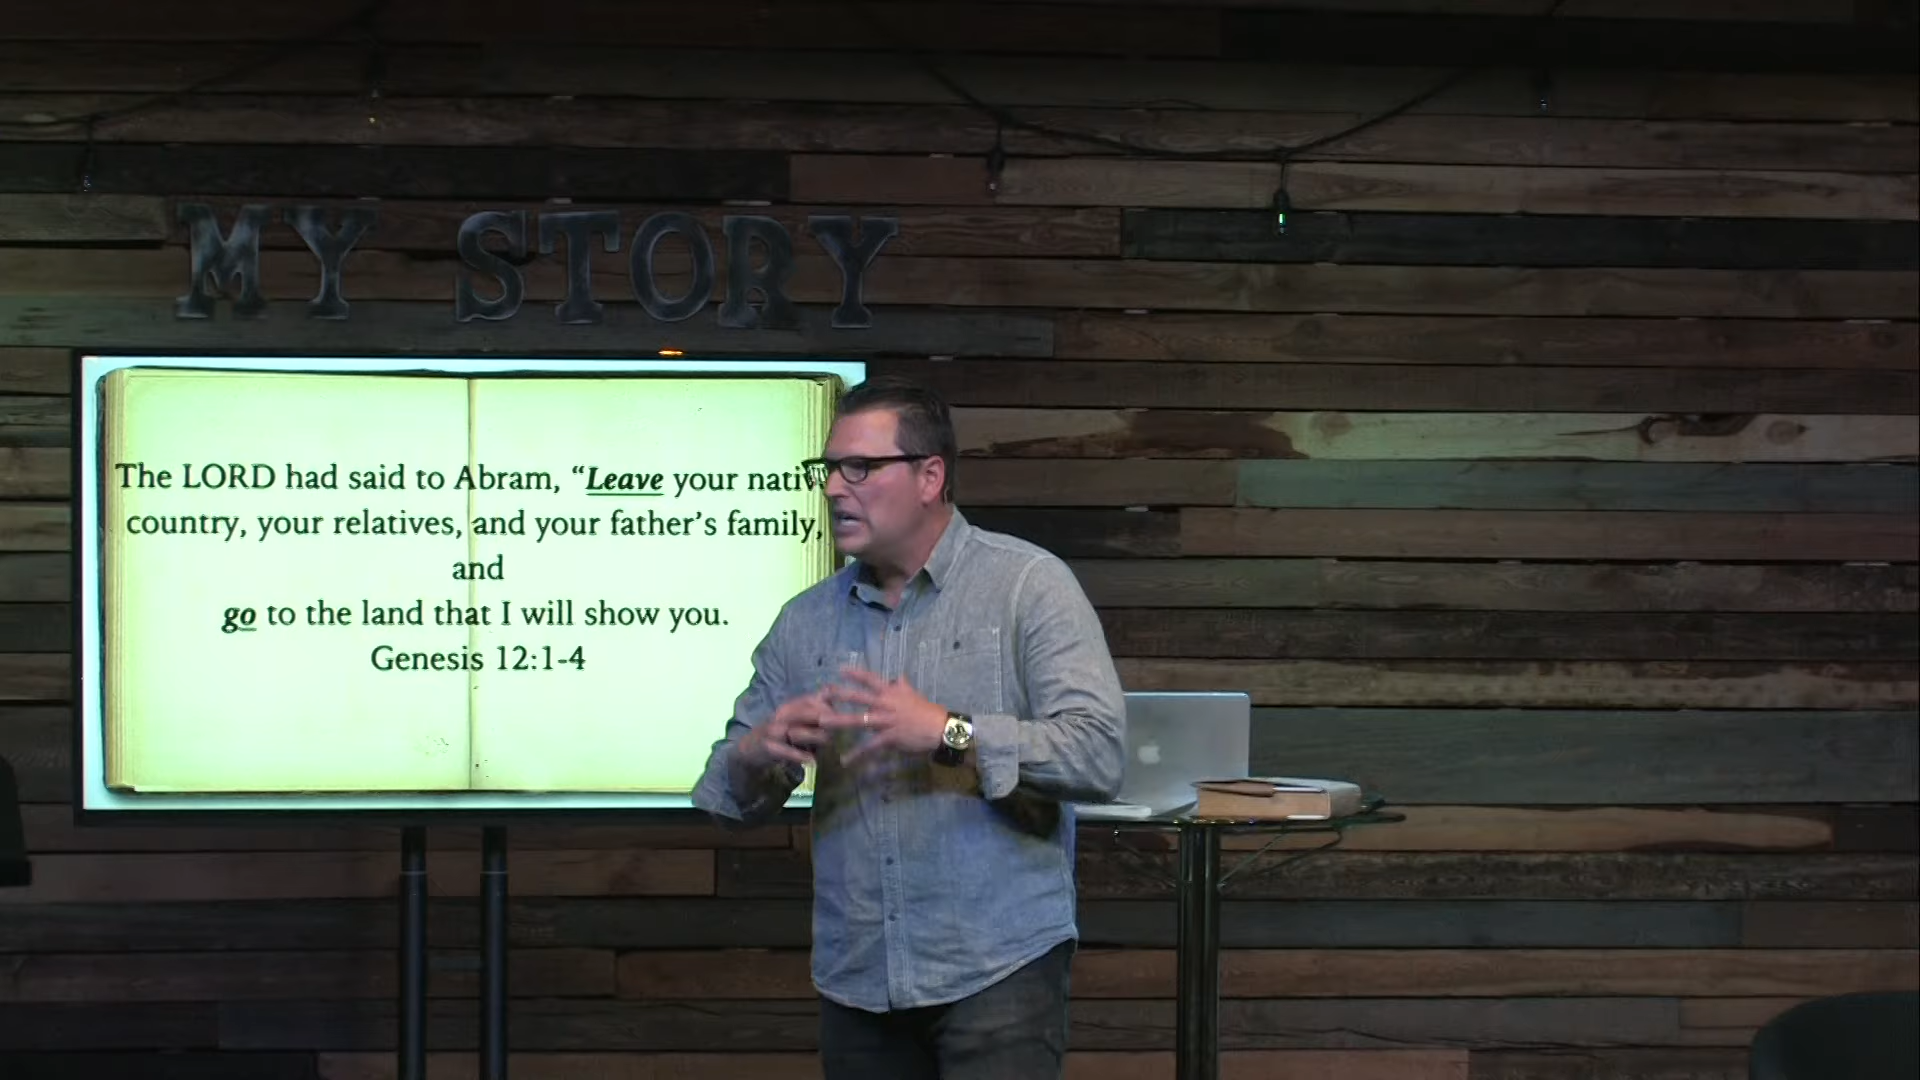 MY STORY
The LORD had said to Abram, “Leave your
country, your relatives, and your father’s family,
and
go to the land that I will show you.
Genesis 12:1-4